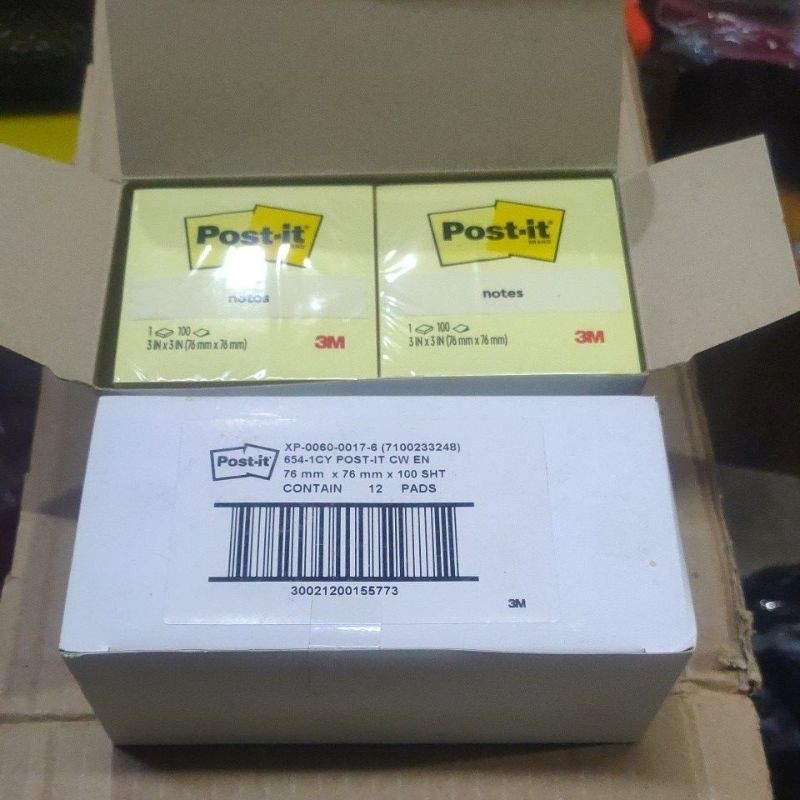 Post-it
BRAND
notes
1 100
3 IN x 3 IN (76 mm x 76 mm)
3M
Post-it
BRAND
notes
1 100
3 IN x 3 IN (76 mm x 76 mm)
3M
Post-it
XP-0060-0017-6 (7100233248)
654-1CY POST-IT CW EN
76 mm x 76 mm x 100 SHT
CONTAIN 12 PADS
30021200155773
3M